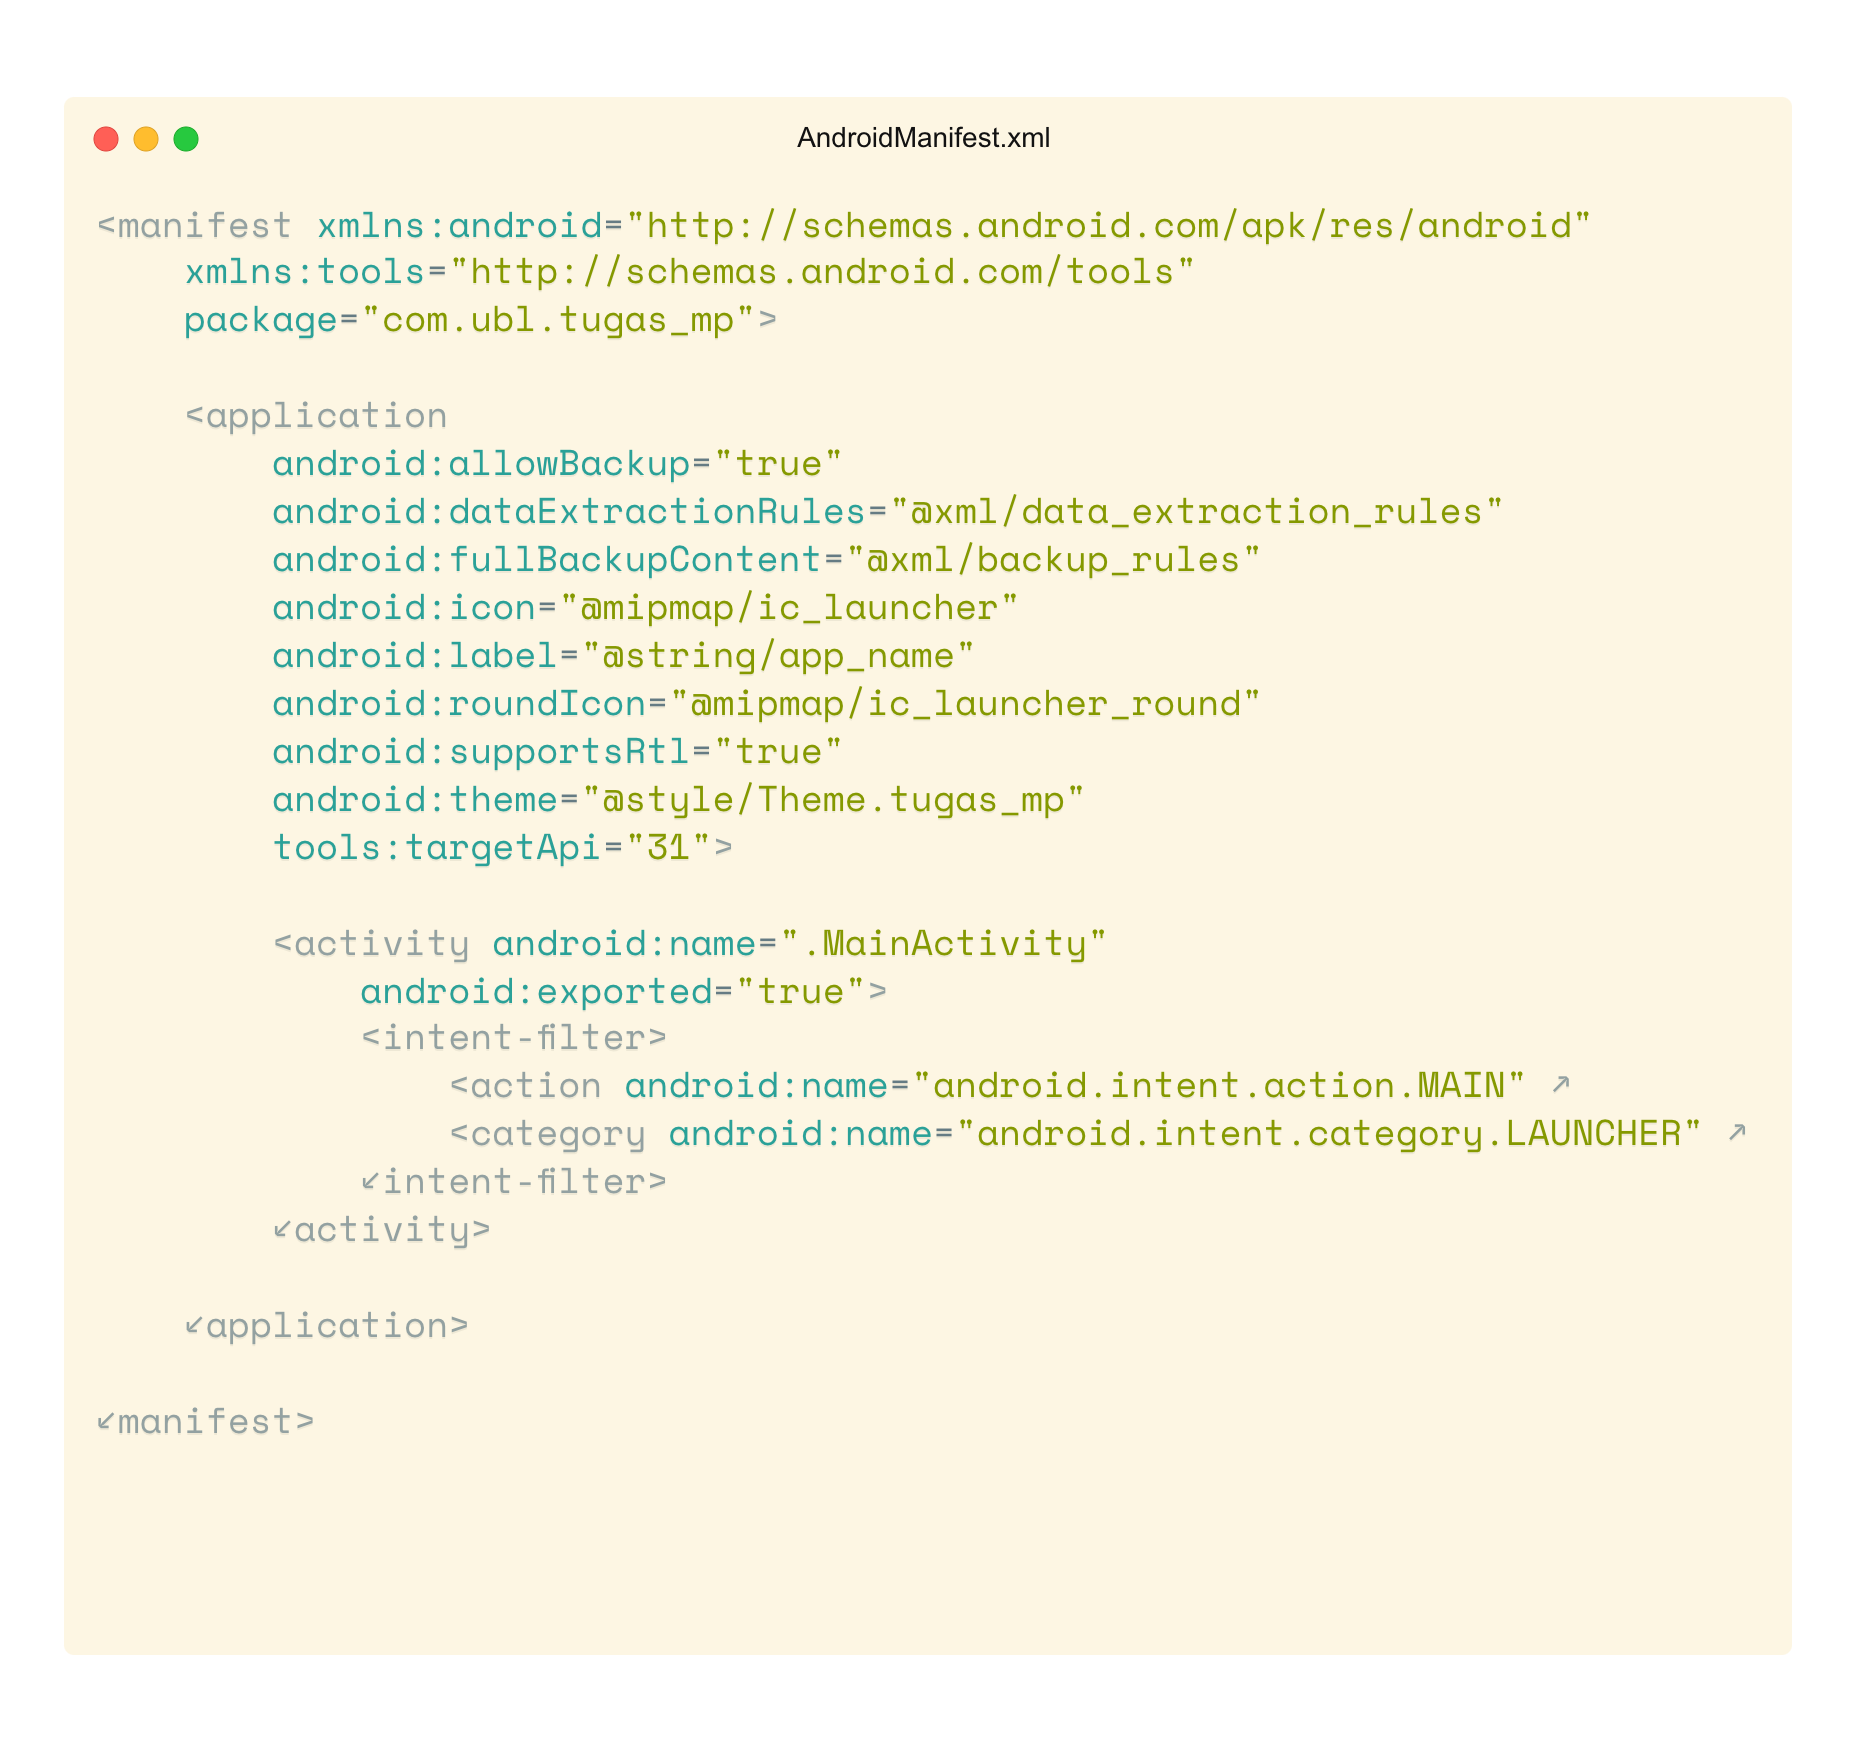 AndroidManifest.xml
<manifest xmlns:android="http://schemas.android.com/apk/res/android"
    xmlns:tools="http://schemas.android.com/tools"
    package="com.ubl.tugas_mp">
    <application
        android:allowBackup="true"
        android:dataExtractionRules="@xml/data_extraction_rules"
        android:fullBackupContent="@xml/backup_rules"
        android:icon="@mipmap/ic_launcher"
        android:label="@string/app_name"
        android:roundIcon="@mipmap/ic_launcher_round"
        android:supportsRtl="true"
        android:theme="@style/Theme.tugas_mp"
        tools:targetApi="31">
        <activity android:name=".MainActivity"
            android:exported="true">
            <intent-filter>
                <action android:name="android.intent.action.MAIN" ↗
                <category android:name="android.intent.category.LAUNCHER" ↗
            ↙intent-filter>
        ↙activity>
    ↙application>
↙manifest>